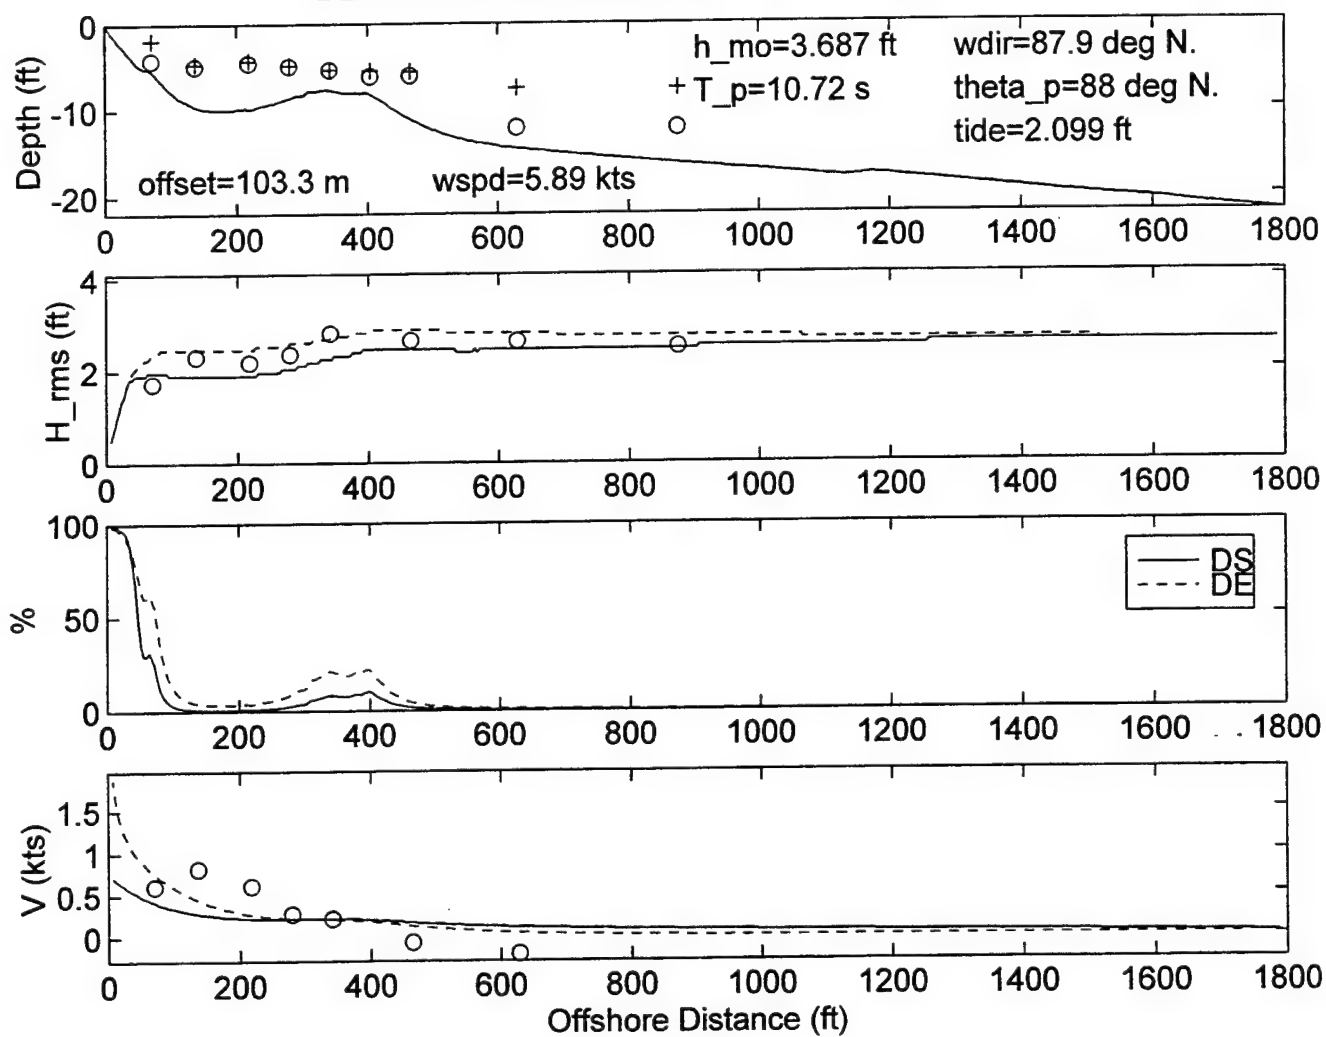 0
-10
-20
Depth (ft)
h_mo=3.687 ft
wdir=87.9 deg N.
T_p=10.72 s
theta_p=88 deg N.
tide=2.099 ft
offset=103.3 m
wspd=5.89 kts
0 200 400 600 800 1000 1200 1400 1600 1800
4
2
0
H_rms (ft)
0 200 400 600 800 1000 1200 1400 1600 1800
100
50
0
%
DS
DE
0 200 400 600 800 1000 1200 1400 1600 1800
1.5
1
0.5
0
V (kts)
0 200 400 600 800 1000 1200 1400 1600 1800
Offshore Distance (ft)